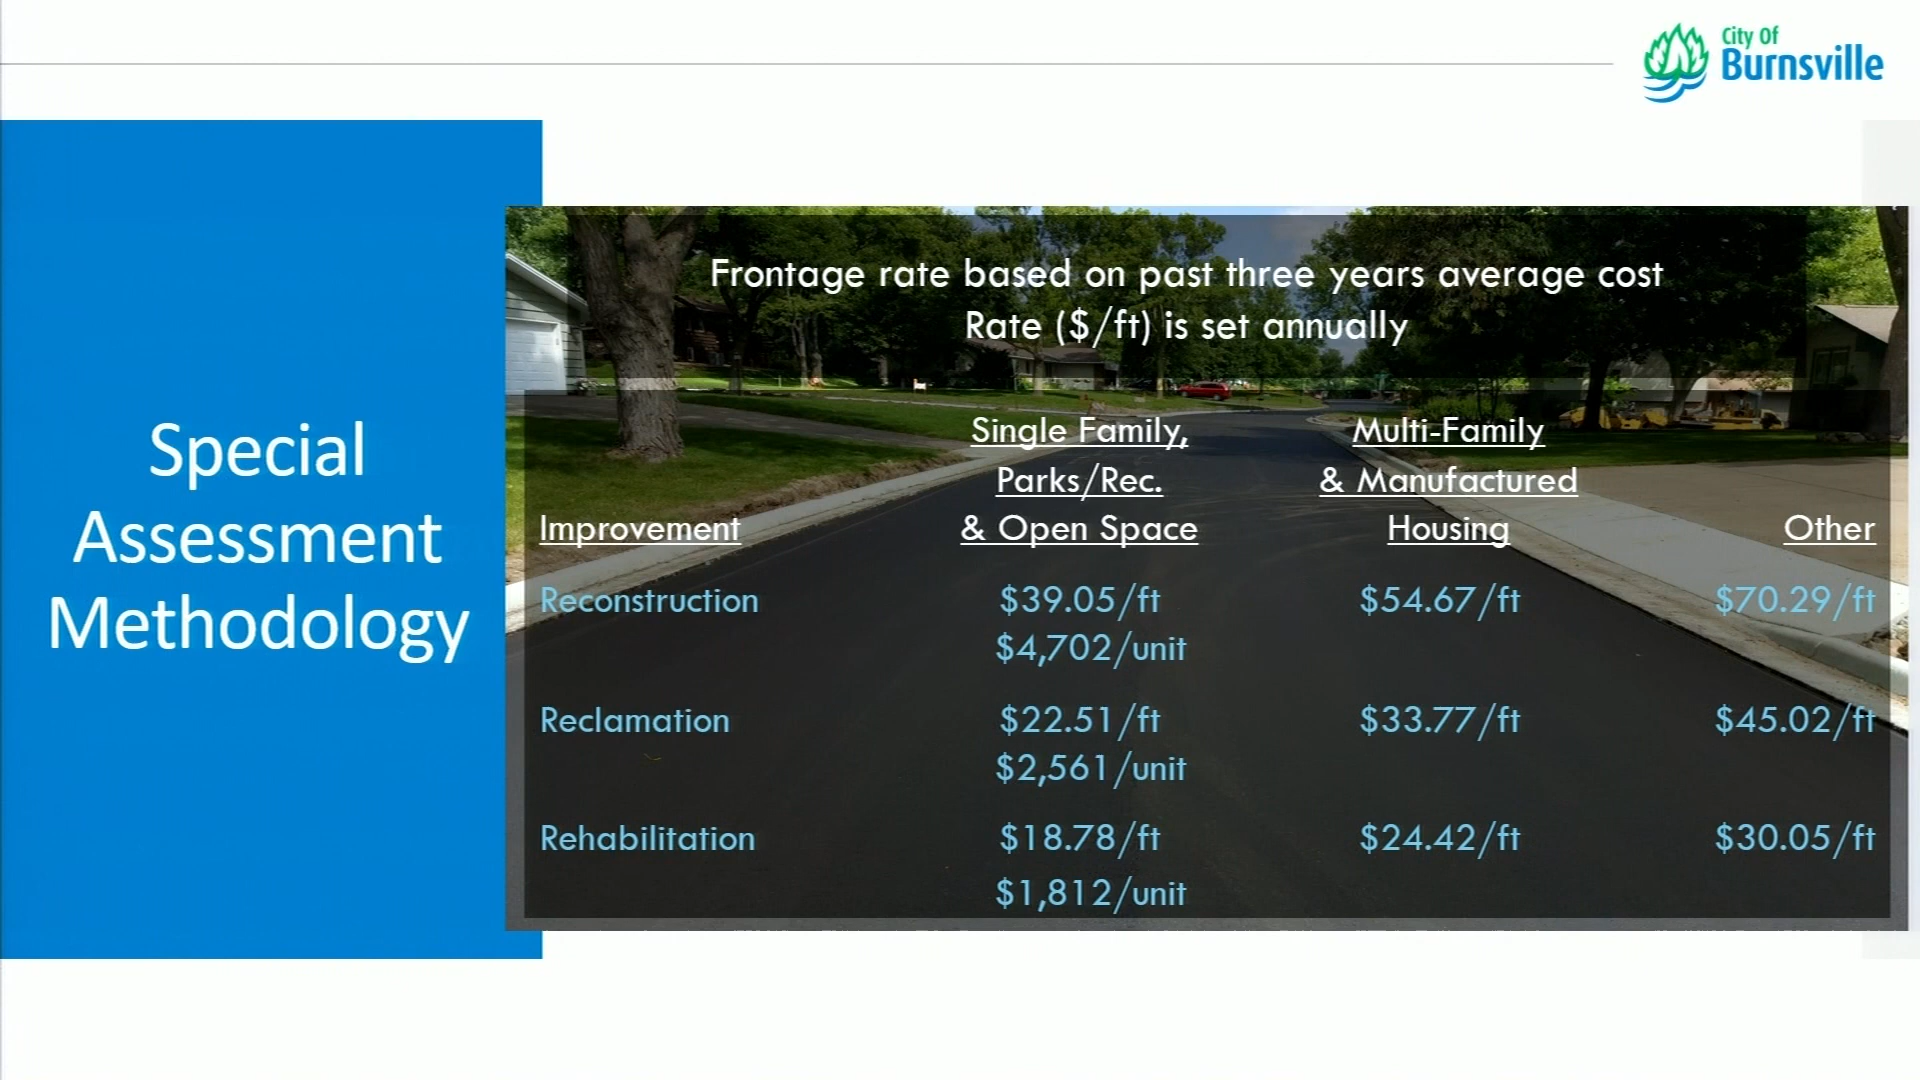 City Of
Burnsville
Special
Assessment
Methodology
Frontage rate based on past three years average cost
Rate ($/ft) is set annually
Single Family,
Parks/Rec.
& Open Space
Multi-Family
& Manufactured
Housing
Improvement
Other
Reconstruction $39.05/ft $54.67/ft $70.29/ft
$4,702/unit
Reclamation $22.51/ft $33.77/ft $45.02/ft
$2,561/unit
Rehabilitation $18.78/ft $24.42/ft $30.05/ft
$1,812/unit